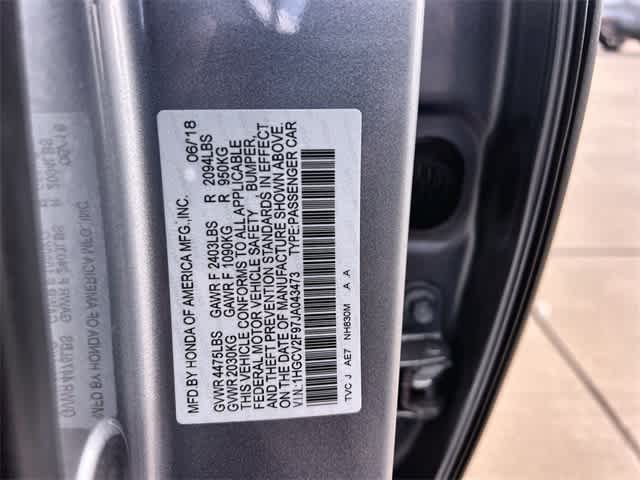 MFD BY HONDA OF AMERICA MFG., INC. 06/18
GVWR 4475LBS GAWR F 2403LBS R 2094LBS
GVWR 2030KG GAWR F 1090KG R 950KG
THIS VEHICLE CONFORMS TO ALL APPLICABLE
FEDERAL MOTOR VEHICLE SAFETY BUMPER,
AND THEFT PREVENTION STANDARDS IN EFFECT
ON THE DATE OF MANUFACTURE SHOWN ABOVE.
V.I.N.: 1HGCV2F97JA043473 TYPE:PASSENGER CAR
TVC J AE7 NH830M A A